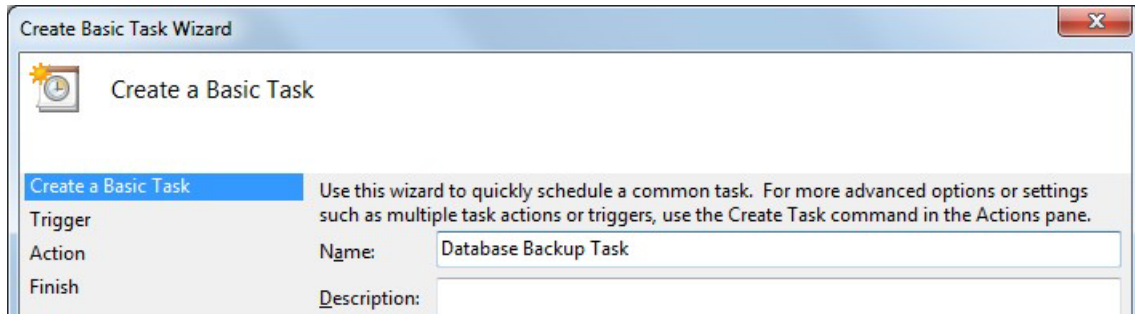 Create Basic Task Wizard
Create a Basic Task
Create a Basic Task
Trigger
Action
Finish
Use this wizard to quickly schedule a common task. For more advanced options or settings
such as multiple task actions or triggers, use the Create Task command in the Actions pane.
Name: Database Backup Task
Description: